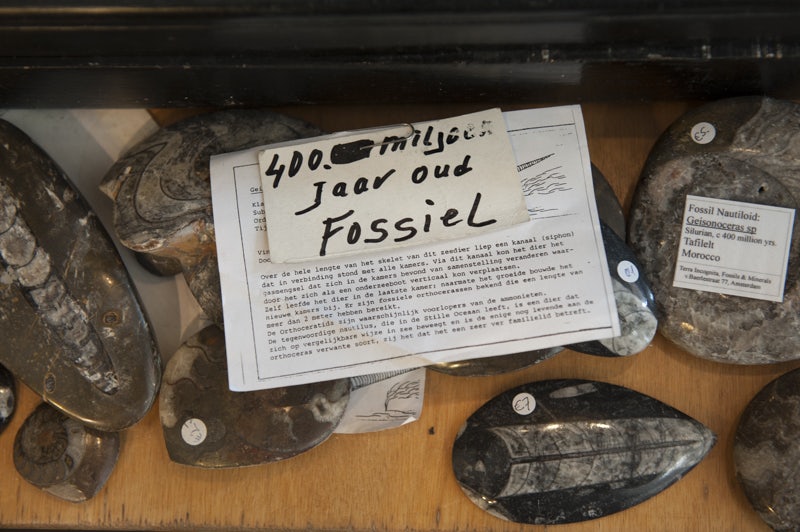 400. miljoen
Jaar oud
Fossiel
Over de hele lengte van het skelet van dit zeedier liep een kanaal (siphon)
dat in verbinding stond met alle kamers. Via dit kanaal kon het dier het
gasmengsel dat zich in de kamers bevond van samenstelling veranderen waar-
door het zich als een onderzeeboot verticaal kon verplaatsen.
Zelf leefde het dier in de laatste kamer; naarmate het groeide bouwde het
nieuwe kamers bij. Er zijn fossiele orthocerassen bekend die een lengte van
meer dan 2 meter hebben bereikt.
De Orthoceratids zijn waarschijnlijk voorlopers van de ammonieten.
De tegenwoordige nautilus, die in de Stille Oceaan leeft, is een dier dat
zich op vergelijkbare wijze in zee beweegt en is de enige nog levende aan de
orthoceras verwante soort, zij het dat het een zeer ver familielid betreft.
Fossil Nautiloid:
Geisonoceras sp
Silurian, c 400 million yrs.
Tafilelt
Morocco
Terra Incognita, Fossils & Minerals
Amsterdam
€7